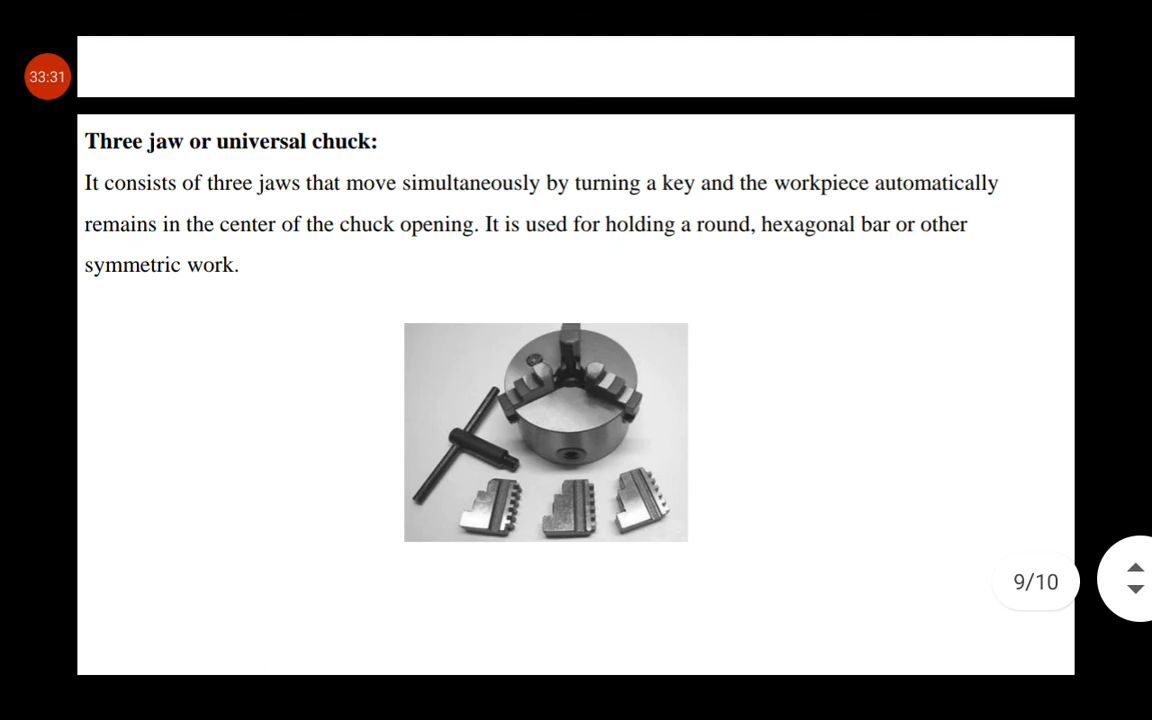 33:31
Three jaw or universal chuck:
It consists of three jaws that move simultaneously by turning a key and the workpiece automatically
remains in the center of the chuck opening. It is used for holding a round, hexagonal bar or other
symmetric work.
9/10